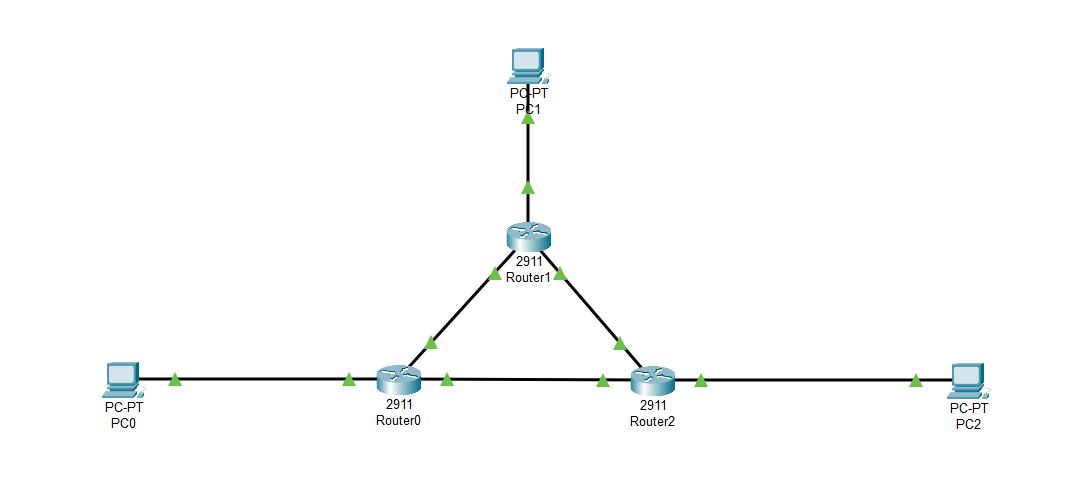 PC-PT
PC1
2911
Router1
PC-PT
PC0
2911
Router0
2911
Router2
PC-PT
PC2